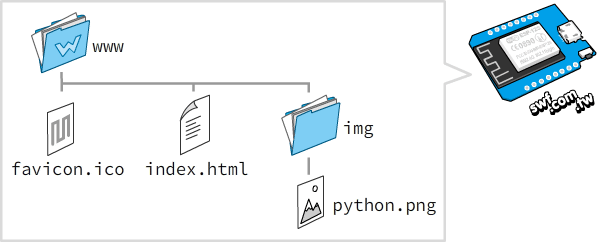 www
favicon.ico
index.html
img
python.png
swf
.com
.tw